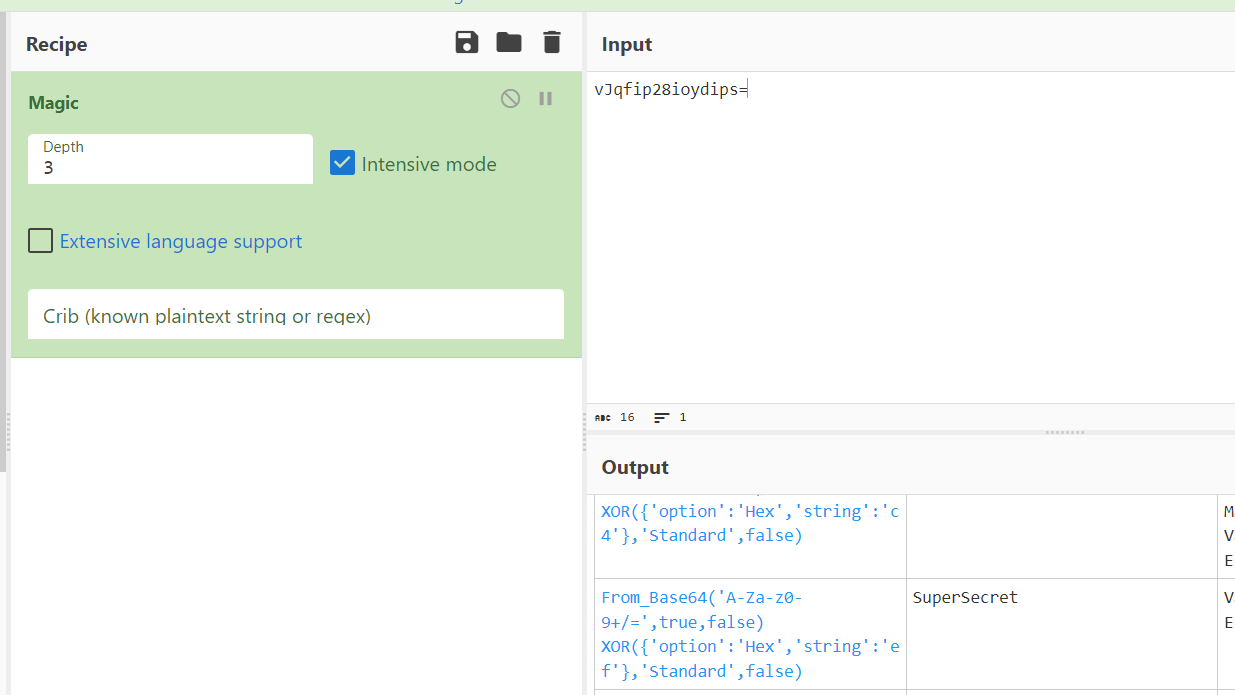 Recipe
Magic
Depth
3
Intensive mode
Extensive language support
Crib (known plaintext string or regex)
Input
vJqfip28ioydips=
ABC 16
1
Output
XOR({'option':'Hex','string':'c
4'},'Standard',false)
From_Base64('A-Za-z0-
9+/=',true,false)
XOR({'option':'Hex','string':'e
f'},'Standard',false)
SuperSecret